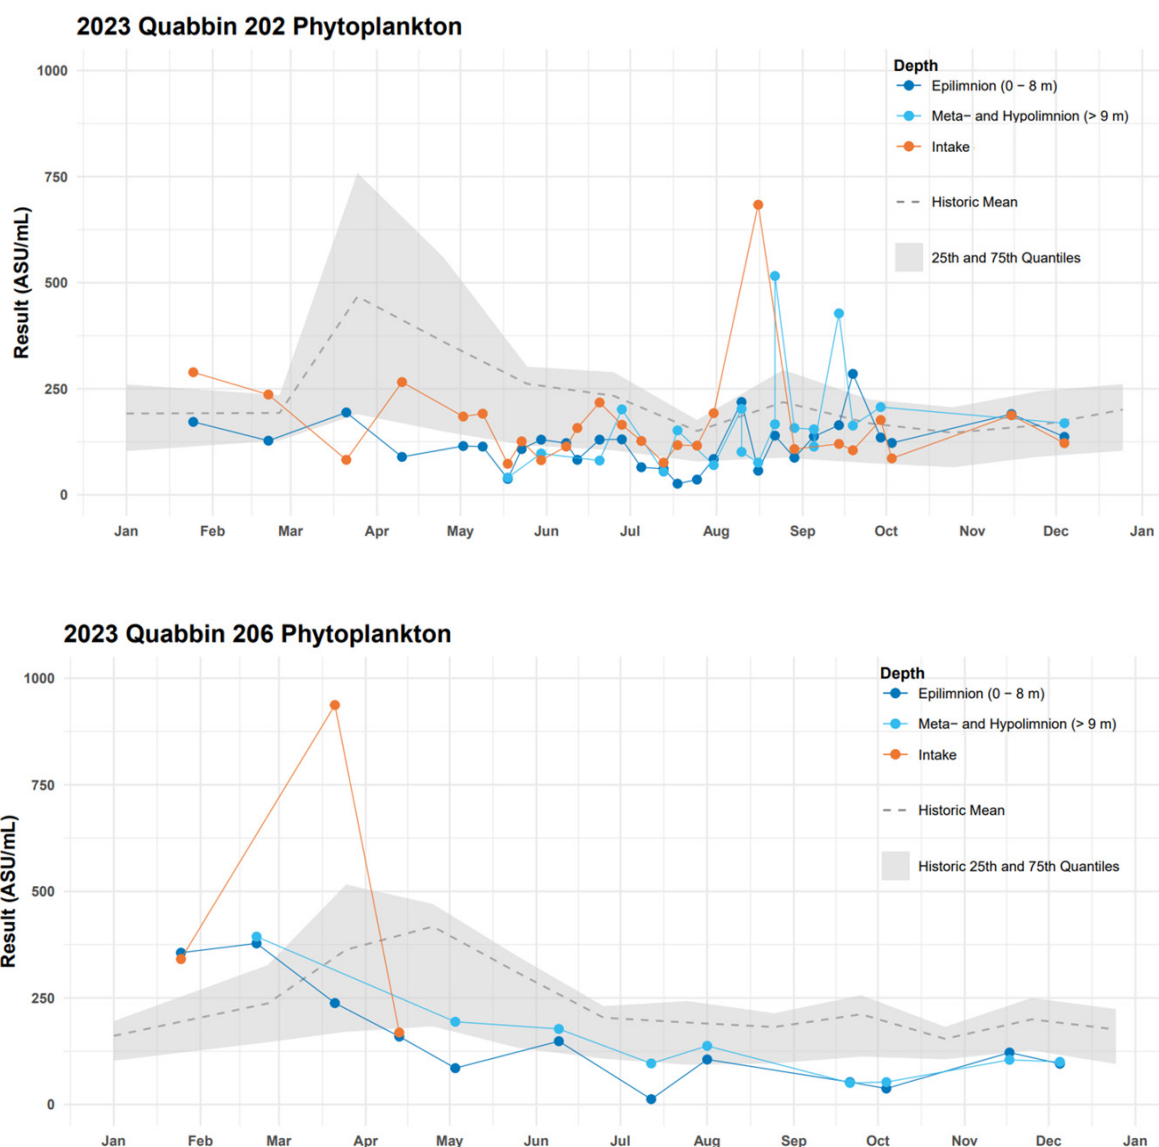 2023 Quabbin 202 Phytoplankton
Result (ASU/mL)
1000
750
500
250
0
Depth
Epilimnion (0 – 8 m)
Meta– and Hypolimnion (> 9 m)
Intake
Historic Mean
25th and 75th Quantiles
Jan Feb Mar Apr May Jun Jul Aug Sep Oct Nov Dec Jan
2023 Quabbin 206 Phytoplankton
Result (ASU/mL)
1000
750
500
250
0
Depth
Epilimnion (0 – 8 m)
Meta– and Hypolimnion (> 9 m)
Intake
Historic Mean
Historic 25th and 75th Quantiles
Jan Feb Mar Apr May Jun Jul Aug Sep Oct Nov Dec Jan